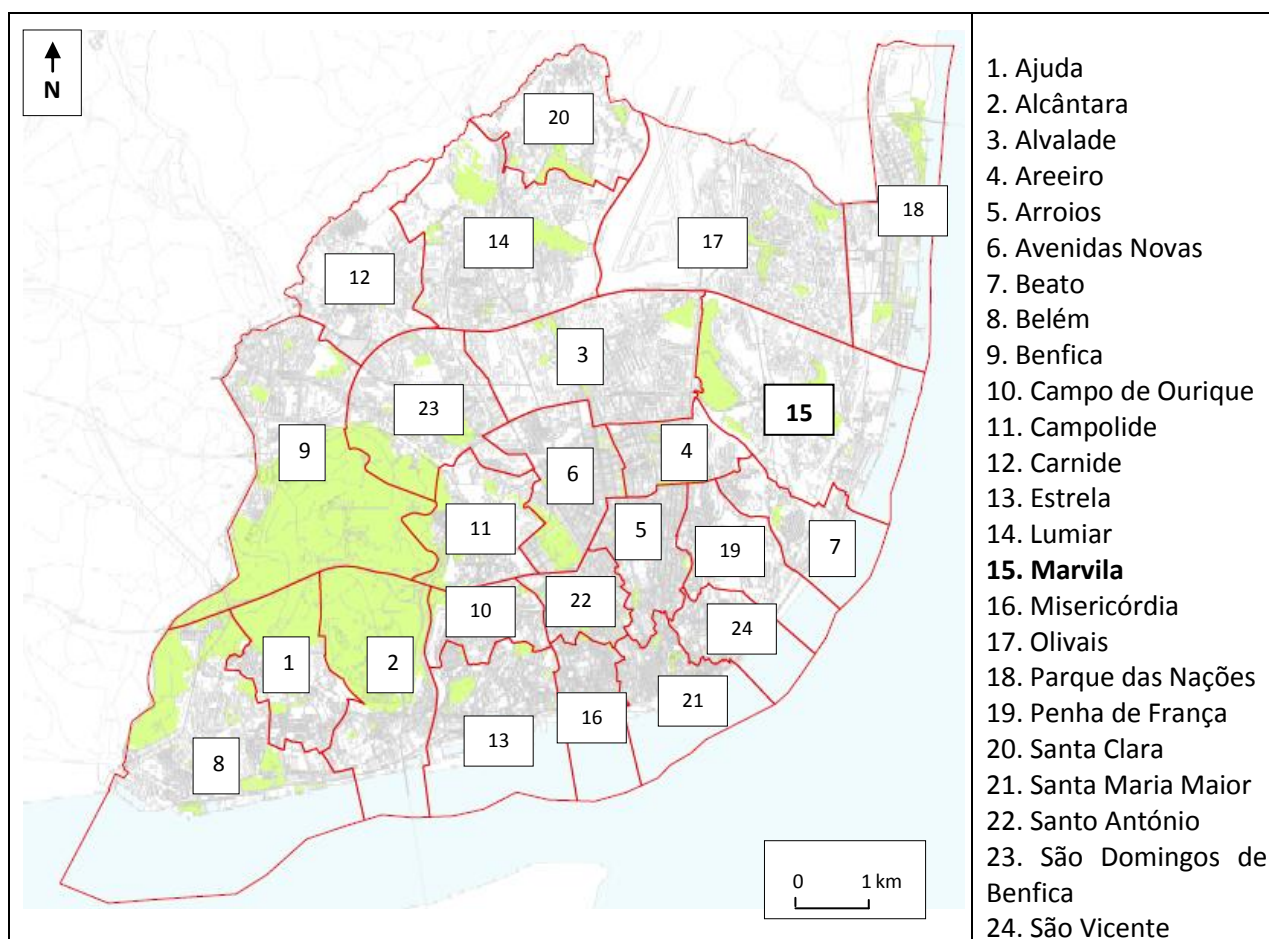 N
20
18
14
17
12
3
15
23
9
4
6
11
5
19
7
10
22
24
1
2
21
16
13
8
0 1 km
1. Ajuda
2. Alcântara
3. Alvalade
4. Areeiro
5. Arroios
6. Avenidas Novas
7. Beato
8. Belém
9. Benfica
10. Campo de Ourique
11. Campolide
12. Carnide
13. Estrela
14. Lumiar
15. Marvila
16. Misericórdia
17. Olivais
18. Parque das Nações
19. Penha de França
20. Santa Clara
21. Santa Maria Maior
22. Santo António
23. São Domingos de
Benfica
24. São Vicente